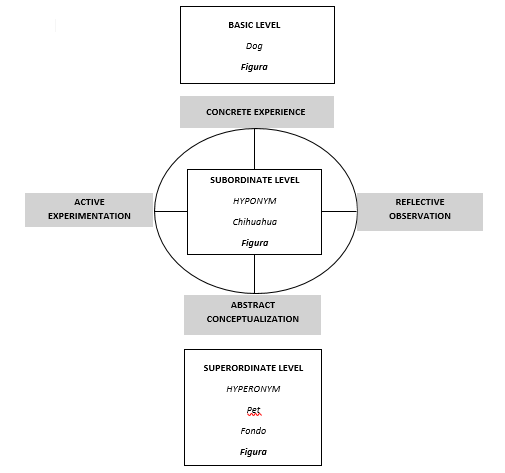 BASIC LEVEL
Dog
Figura
CONCRETE EXPERIENCE
SUBORDINATE LEVEL
HYPONYM
Chihuahua
Figura
ACTIVE
EXPERIMENTATION
REFLECTIVE
OBSERVATION
ABSTRACT
CONCEPTUALIZATION
SUPERORDINATE LEVEL
HYPERONYM
Pet
Fondo
Figura